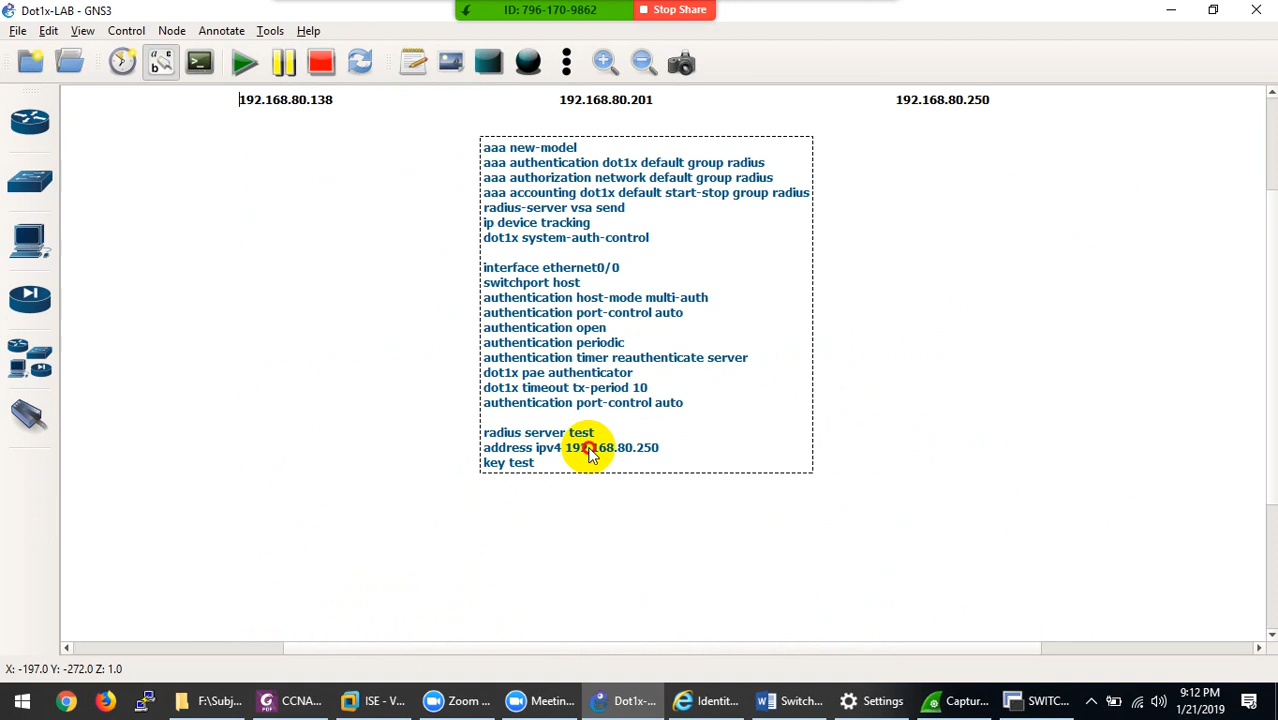 Dot1x-LAB - GNS3
ID: 796-170-9862
Stop Share
File Edit View Control Node Annotate Tools Help
192.168.80.138 192.168.80.201 192.168.80.250
aaa new-model
aaa authentication dot1x default group radius
aaa authorization network default group radius
aaa accounting dot1x default start-stop group radius
radius-server vsa send
ip device tracking
dot1x system-auth-control
interface ethernet0/0
switchport host
authentication host-mode multi-auth
authentication port-control auto
authentication open
authentication periodic
authentication timer reauthenticate server
dot1x pae authenticator
dot1x timeout tx-period 10
authentication port-control auto
radius server test
address ipv4 192.168.80.250
key test
X: -197.0 Y: -272.0 Z: 1.0
F:\Subj... CCNA... ISE - V... Zoom ... Meetin... Dot1x-... Identit... Switch... Settings Captur... SWITC...
9:12 PM
1/21/2019